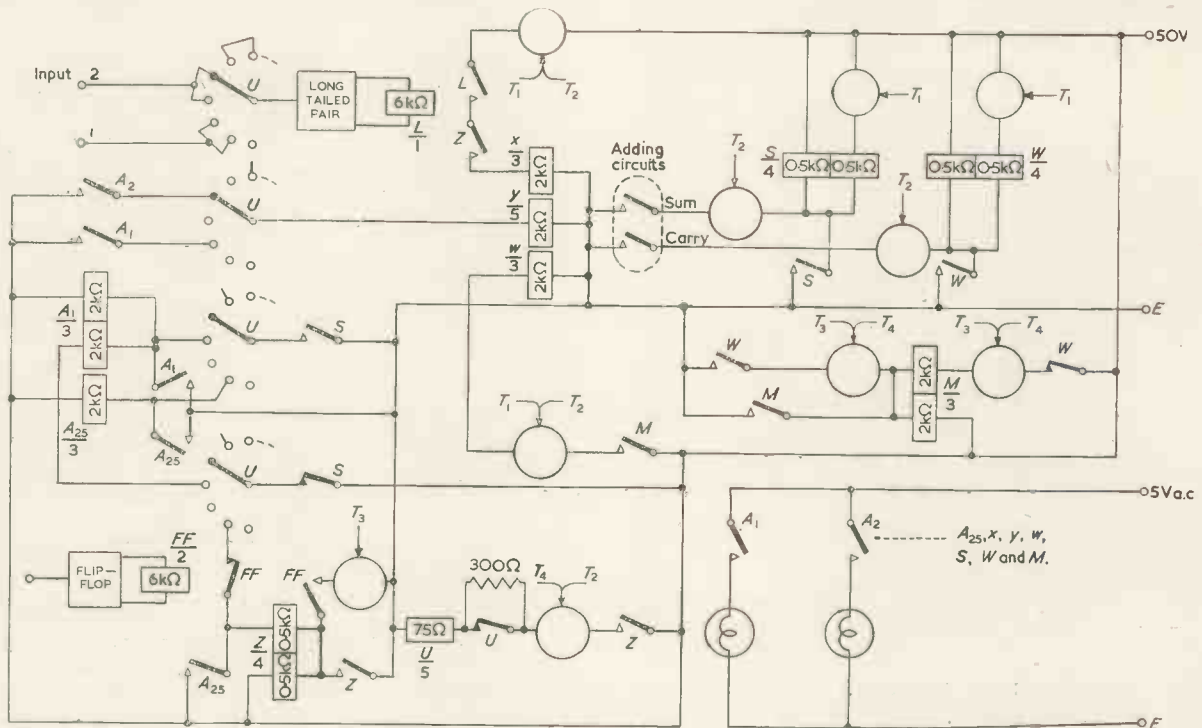 Input 2
1
U
LONG
TAILED
PAIR
6kΩ
L/1
L
Z
T1 T2
50V
T1
T1
x/3
2kΩ
Adding
circuits
T2
S/4
0·5kΩ 0·5kΩ
0·5kΩ 0·5kΩ
W/4
T2
A2
U
y/5
2kΩ
Sum
Carry
A1
w/3
2kΩ
S
W
E
A1/3
2kΩ
2kΩ
U
S
A1
2kΩ
A25/3
A25
T3 T4
T3 T4
W
W
2kΩ
M/3
2kΩ
M
T1 T2
M
U
S
5Va.c
A1
A2
A25, x, y, w,
S, W and M.
FLIP–
FLOP
FF/2
6kΩ
FF
FF
T3
300Ω
T4 T2
75Ω
U/5
U
Z
Z/4
0·5kΩ
0·5kΩ
A25
Z
E